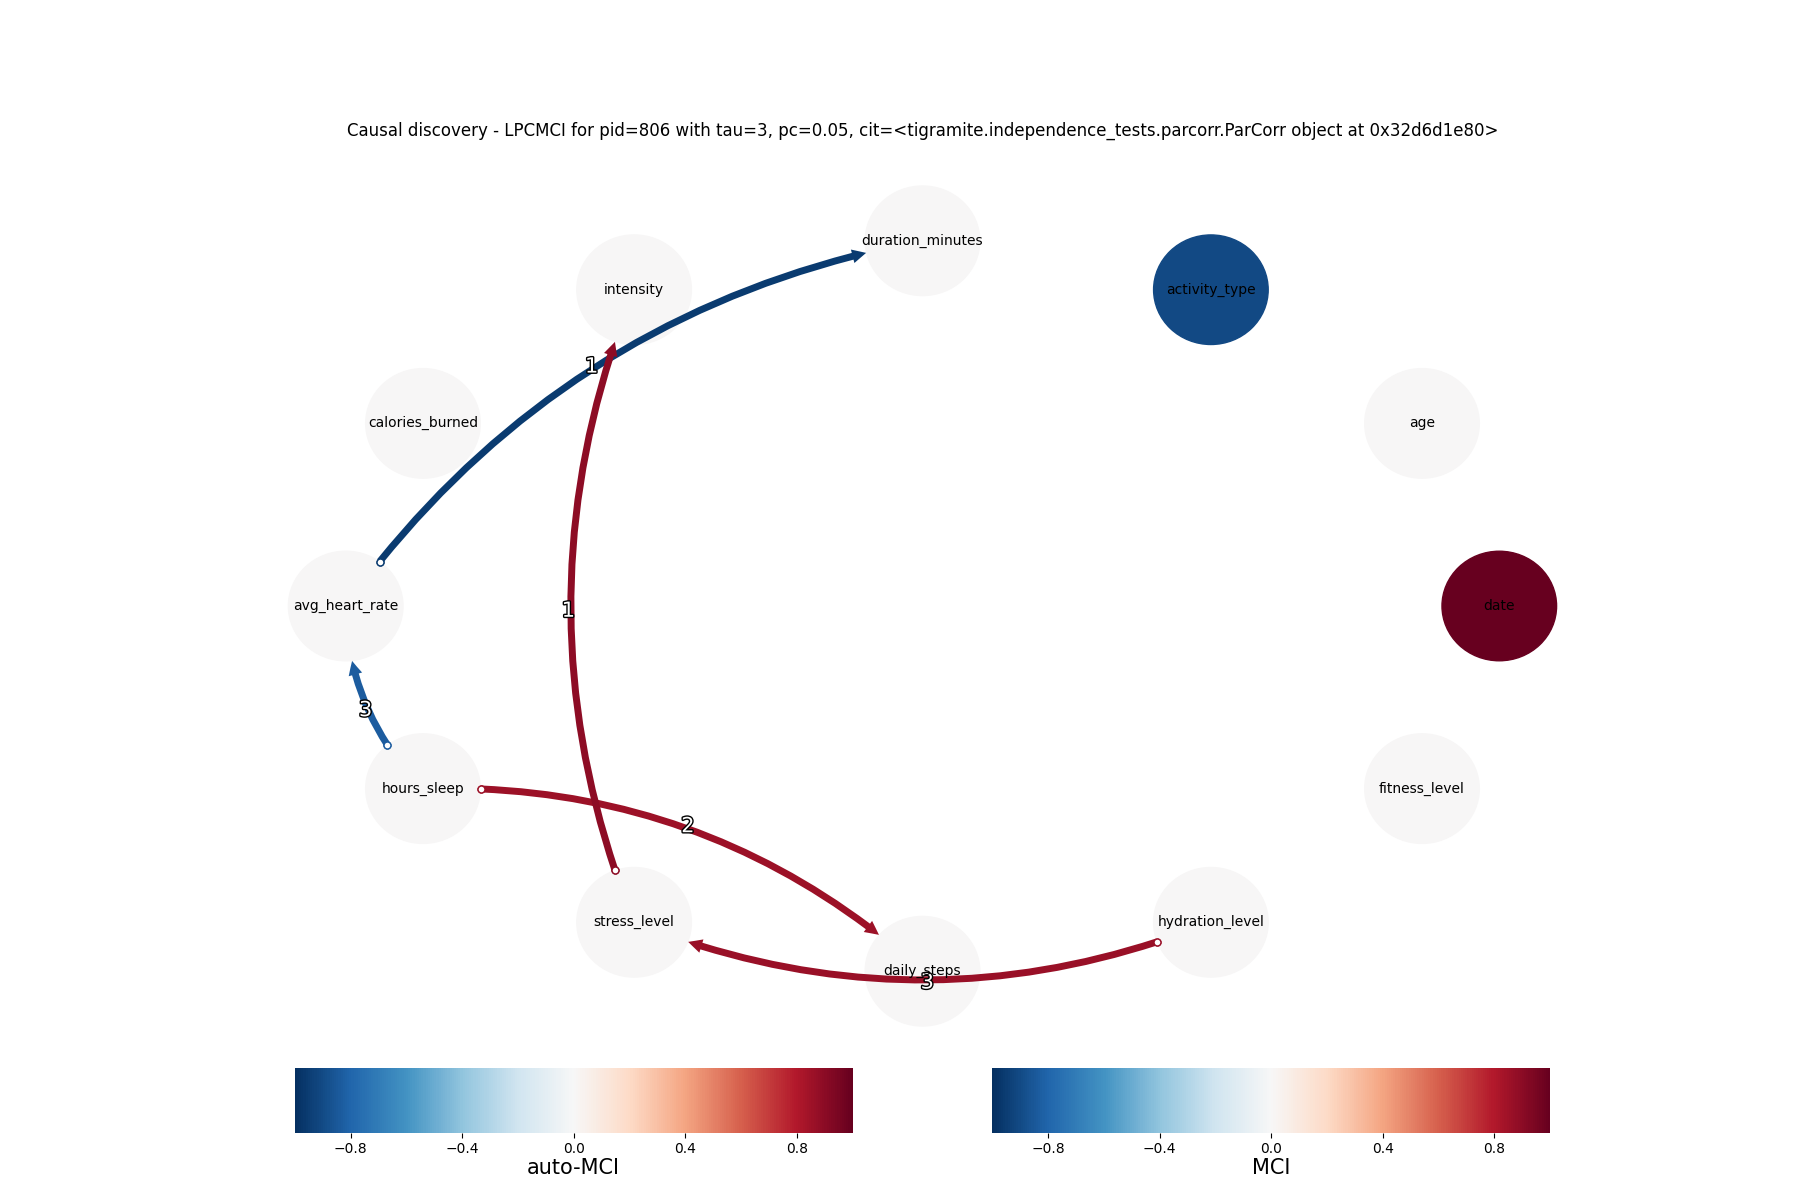 Causal discovery - LPCMCI for pid=806 with tau=3, pc=0.05, cit=<tigramite.independence_tests.parcorr.ParCorr object at 0x32d6d1e80>
duration_minutes
intensity
activity_type
1
calories_burned
age
avg_heart_rate
1
date
3
hours_sleep
fitness_level
2
stress_level
hydration_level
daily_steps
3
−0.8 −0.4 0.0 0.4 0.8
auto-MCI
−0.8 −0.4 0.0 0.4 0.8
MCI